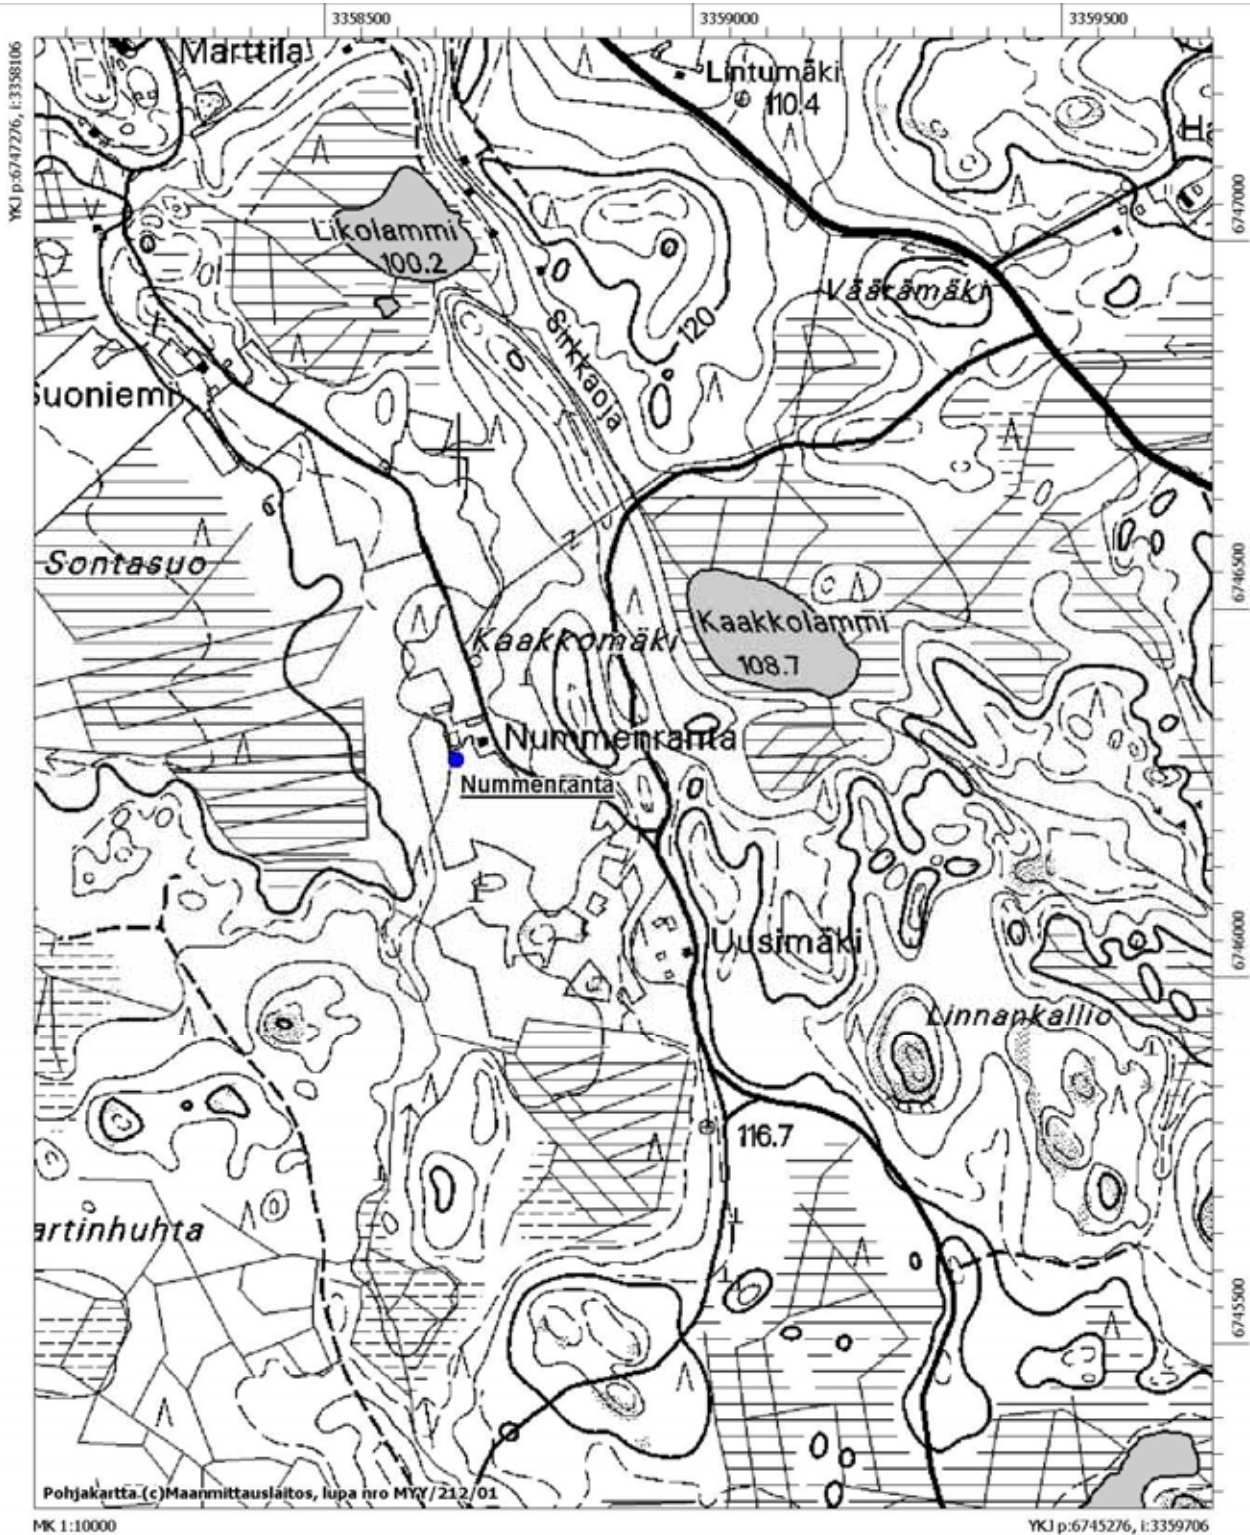 3358500
3359000
3359500
YKJ p:6747276, i:3358106
Marttila
Lintumäki
110.4
6747000
Likolammi
100.2
Väärämäki
120
Sirkkaoja
Suoniemi
Sontasuo
6746500
Kaakkolammi
108.7
Kaakkomäki
Nummenranta
Nummenranta
Uusimäki
6746000
Linnankallio
116.7
artinhuhta
6745500
Pohjakartta (c)Maanmittauslaitos, lupa nro MYY/212/01
MK 1:10000
YKJ p:6745276, i:3359706